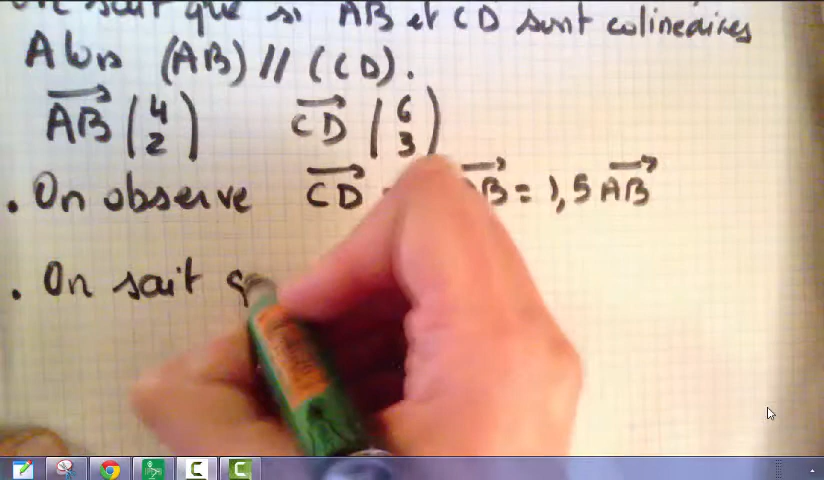 sait que si AB et CD sont colineaires
Alors (AB) // (CD).
AB (4 2) CD (6 3)
. On observe CD = AB = 1,5 AB
. On sait q